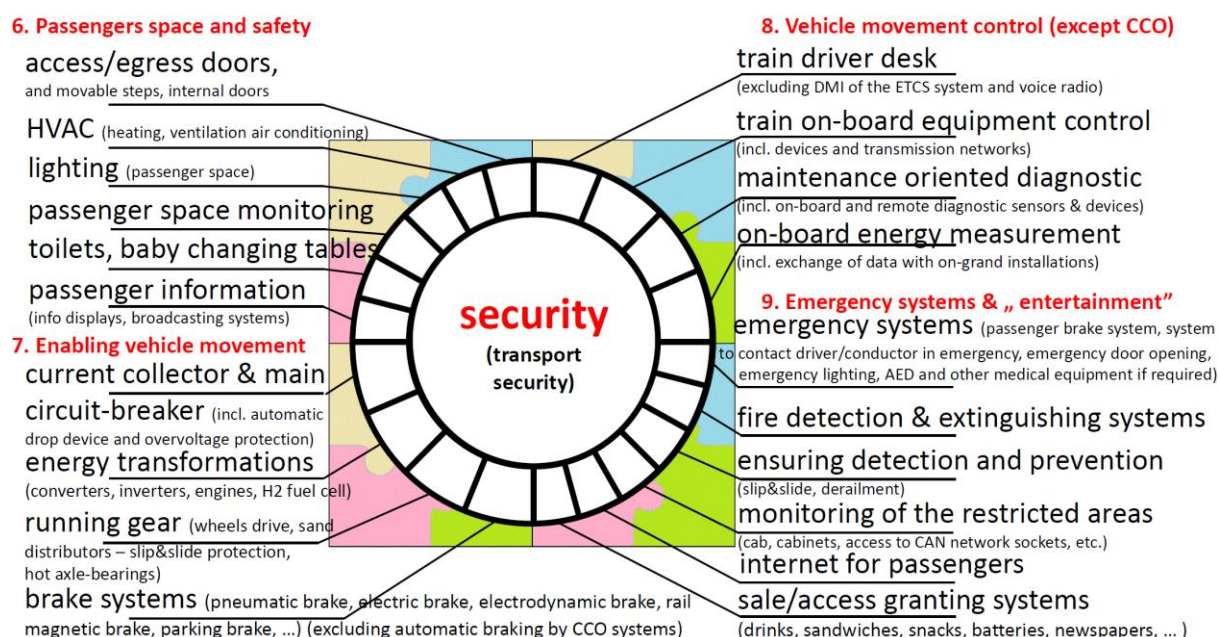 6. Passengers space and safety
access/egress doors,
and movable steps, internal doors
HVAC (heating, ventilation air conditioning)
lighting (passenger space)
passenger space monitoring
toilets, baby changing tables
passenger information
(info displays, broadcasting systems)
7. Enabling vehicle movement
current collector & main
circuit-breaker (incl. automatic
drop device and overvoltage protection)
energy transformations
(converters, inverters, engines, H2 fuel cell)
running gear (wheels drive, sand
distributors – slip&slide protection,
hot axle-bearings)
brake systems (pneumatic brake, electric brake, electrodynamic brake, rail
magnetic brake, parking brake, ...) (excluding automatic braking by CCO systems)
security
(transport
security)
8. Vehicle movement control (except CCO)
train driver desk
(excluding DMI of the ETCS system and voice radio)
train on-board equipment control
(incl. devices and transmission networks)
maintenance oriented diagnostic
(incl. on-board and remote diagnostic sensors & devices)
on-board energy measurement
(incl. exchange of data with on-grand installations)
9. Emergency systems & „ entertainment”
emergency systems (passenger brake system, system
to contact driver/conductor in emergency, emergency door opening,
emergency lighting, AED and other medical equipment if required)
fire detection & extinguishing systems
ensuring detection and prevention
(slip&slide, derailment)
monitoring of the restricted areas
(cab, cabinets, access to CAN network sockets, etc.)
internet for passengers
sale/access granting systems
(drinks, sandwiches, snacks, batteries, newspapers, ... )